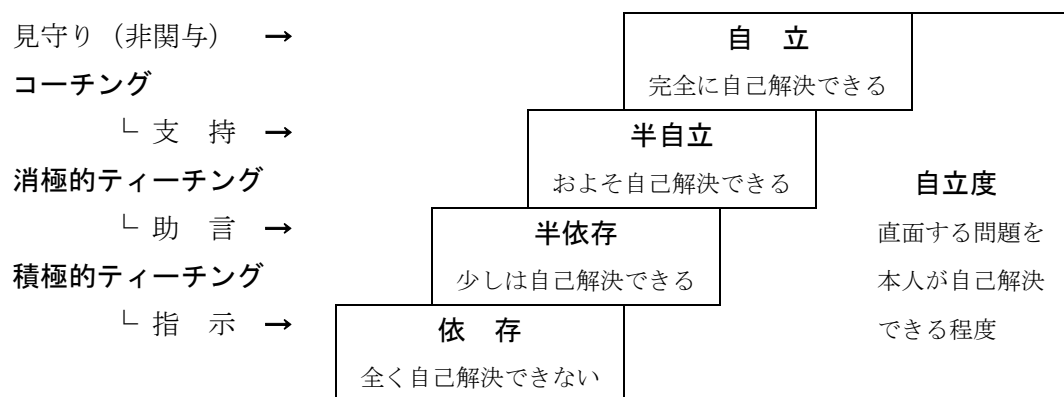 見守り（非関与） → 自　立
コーチング 完全に自己解決できる
└ 支　持 → 半自立
消極的ティーチング およそ自己解決できる 自立度
└ 助　言 → 半依存 直面する問題を
積極的ティーチング 少しは自己解決できる 本人が自己解決
└ 指　示 → 依　存 できる程度
全く自己解決できない